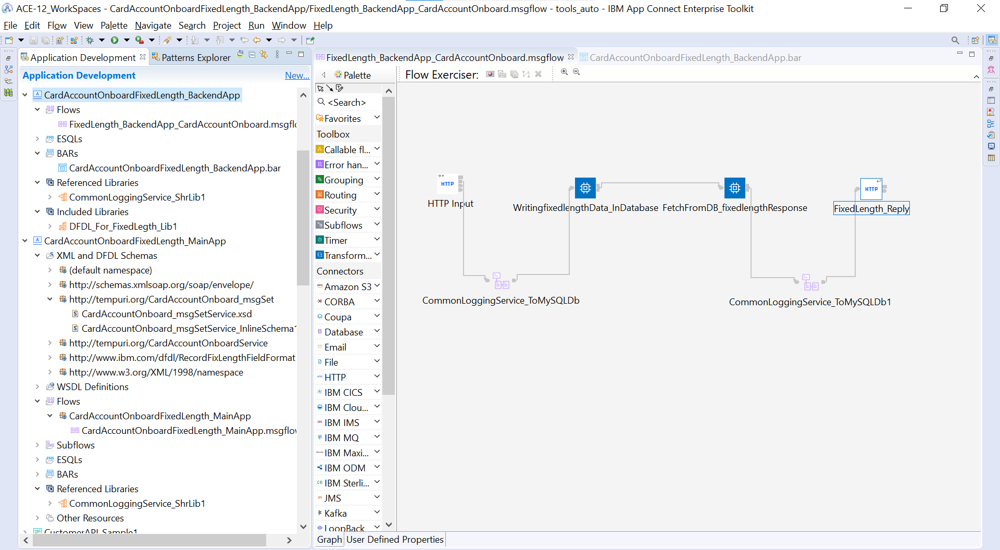 ACE-12_WorkSpaces - CardAccountOnboardFixedLength_BackendApp/FixedLength_BackendApp_CardAccountOnboard.msgflow - tools_auto - IBM App Connect Enterprise Toolkit
File Edit Flow View Palette Navigate Search Project Run Window Help
Application Development
Patterns Explorer
Application Development
New...
CardAccountOnboardFixedLength_BackendApp
Flows
FixedLength_BackendApp_CardAccountOnboard.msgflo
ESQLs
BARs
CardAccountOnboardFixedLength_BackendApp.bar
Referenced Libraries
CommonLoggingService_ShrLib1
Included Libraries
DFDL_For_FixedLegth_Lib1
CardAccountOnboardFixedLength_MainApp
XML and DFDL Schemas
(default namespace)
http://schemas.xmlsoap.org/soap/envelope/
http://tempuri.org/CardAccountOnboard_msgSet
CardAccountOnboard_msgSetService.xsd
CardAccountOnboard_msgSetService_InlineSchema1
http://tempuri.org/CardAccountOnboardService
http://www.ibm.com/dfdl/RecordFixLengthFieldFormat
http://www.w3.org/XML/1998/namespace
WSDL Definitions
Flows
CardAccountOnboardFixedLength_MainApp
CardAccountOnboardFixedLength_MainApp.msgflow
Subflows
ESQLs
BARs
Referenced Libraries
CommonLoggingService_ShrLib1
Other Resources
CustomerAPI_Sample1
FixedLength_BackendApp_CardAccountOnboard.msgflow
CardAccountOnboardFixedLength_BackendApp.bar
Palette
Flow Exerciser:
<Search>
Favorites
Toolbox
Callable fl...
Error han...
Grouping
Routing
Security
Subflows
Timer
Transform...
Connectors
Amazon S3
CORBA
Coupa
Database
Email
File
HTTP
IBM CICS
IBM Clou...
IBM IMS
IBM MQ
IBM Maxi...
IBM ODM
IBM Sterli...
JMS
Kafka
LoopBack
HTTP
HTTP Input
WritingfixedlengthData_InDatabase
FetchFromDB_fixedlengthResponse
HTTP
FixedLength_Reply
CommonLoggingService_ToMySQLDb
CommonLoggingService_ToMySQLDb1
Graph
User Defined Properties